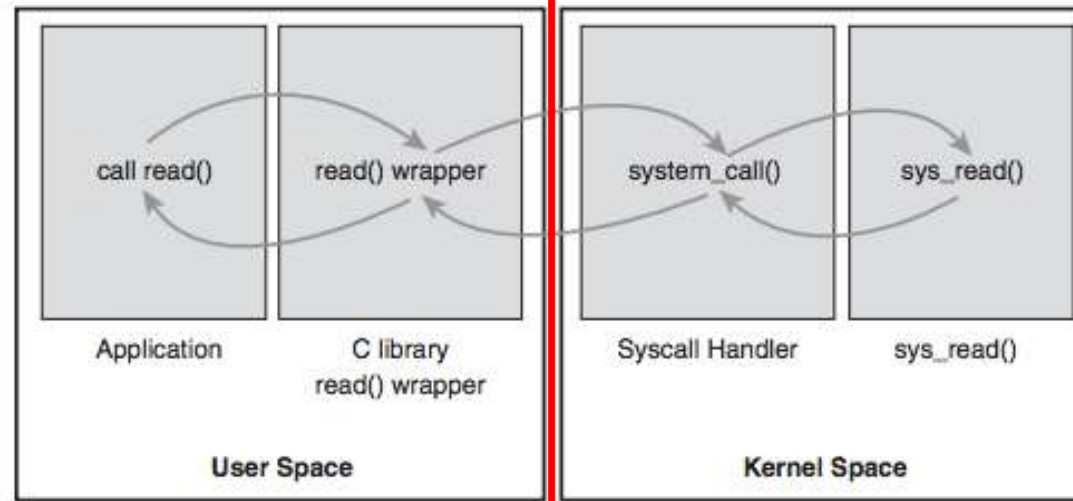 call read()
read() wrapper
system_call()
sys_read()
Application
C library
read() wrapper
Syscall Handler
sys_read()
User Space
Kernel Space